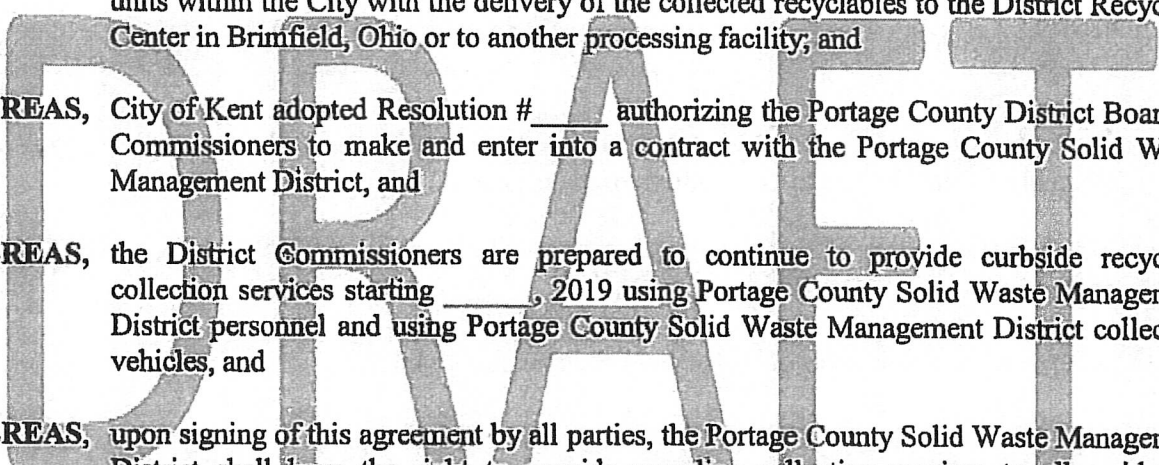 units within the City with the delivery of the collected recyclables to the District Recyc
Center in Brimfield, Ohio or to another processing facility; and
REAS, City of Kent adopted Resolution #_____ authorizing the Portage County District Boar
Commissioners to make and enter into a contract with the Portage County Solid W
Management District, and
REAS, the District Commissioners are prepared to continue to provide curbside recyc
collection services starting ______, 2019 using Portage County Solid Waste Manager
District personnel and using Portage County Solid Waste Management District collec
vehicles, and
REAS, upon signing of this agreement by all parties, the Portage County Solid Waste Manager
DRAFT